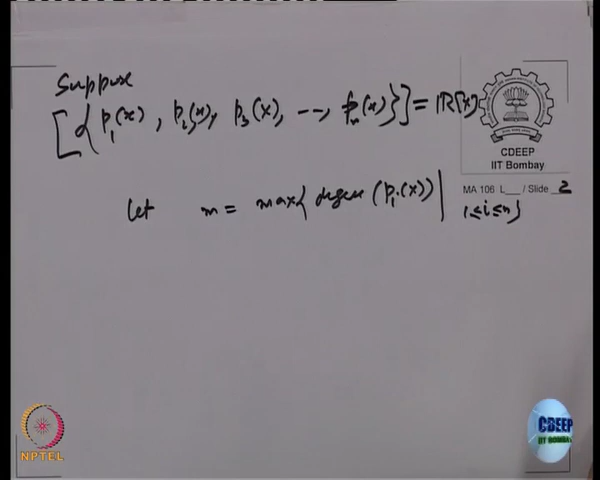 Suppose
[{p₁(x), p₂(x), p₃(x), --, pₙ(x)}] = ℝ[x]
CDEEP
IIT Bombay
MA 106 L__ / Slide 2
Let m = max{degree (pᵢ(x)) | 1≤i≤n}
NPTEL
CDEEP
IIT BOMBAY